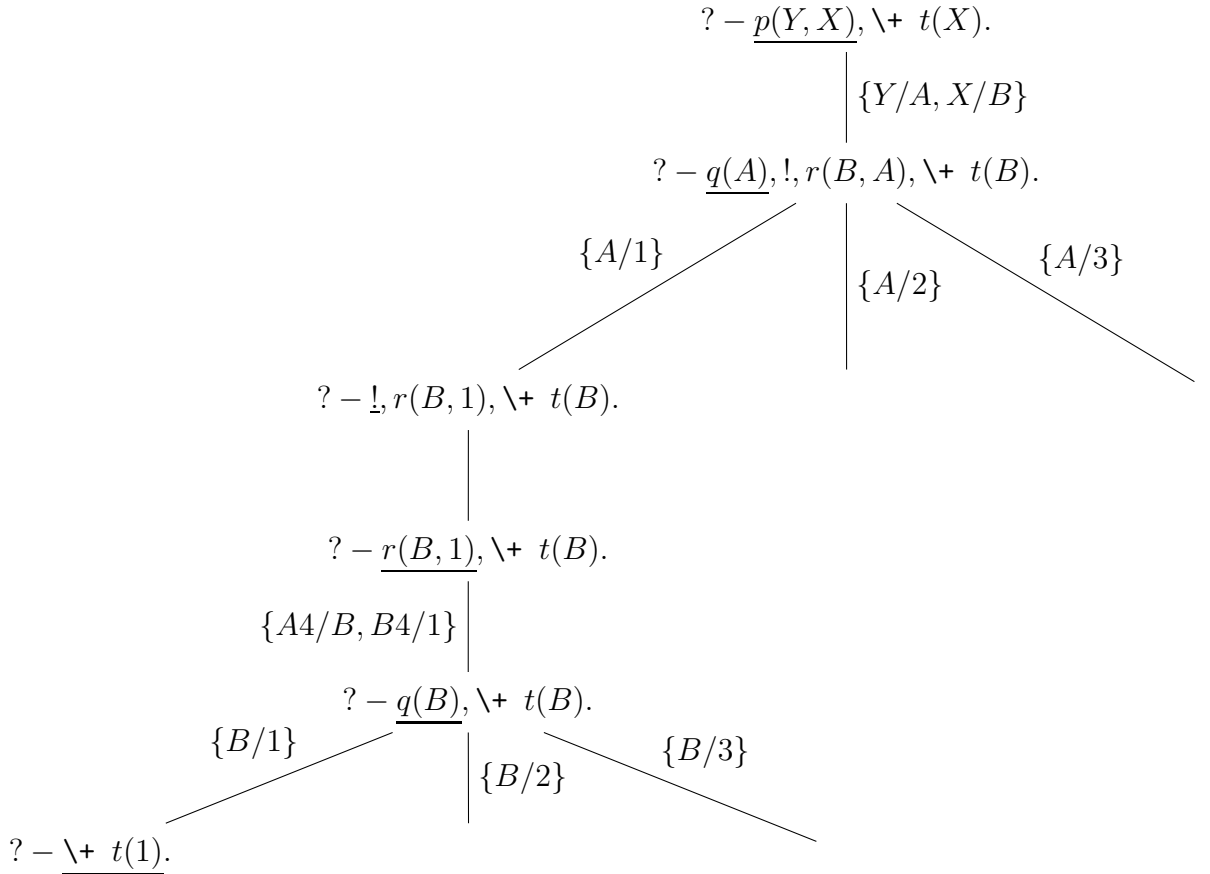 ? − p(Y, X), \+ t(X).
{Y/A, X/B}
? − q(A), !, r(B, A), \+ t(B).
{A/1}
{A/2}
{A/3}
? − !, r(B, 1), \+ t(B).
? − r(B, 1), \+ t(B).
{A4/B, B4/1}
? − q(B), \+ t(B).
{B/1}
{B/2}
{B/3}
? − \+ t(1).